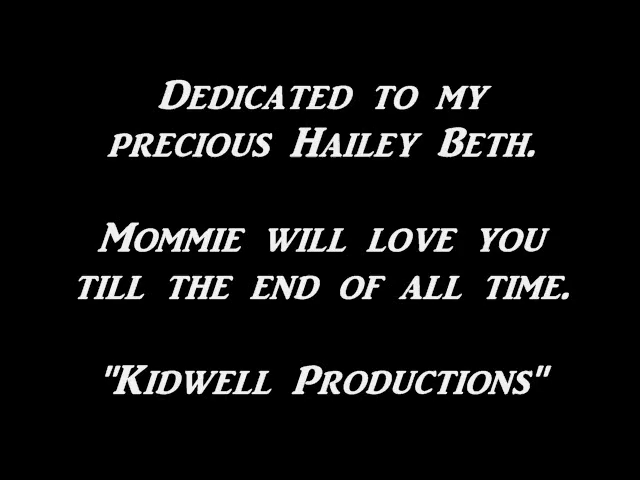 Dedicated to my
precious Hailey Beth.
Mommie will love you
till the end of all time.
"Kidwell Productions"